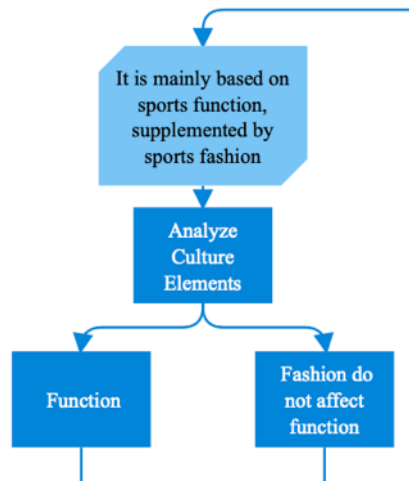 It is mainly based on
sports function,
supplemented by
sports fashion
Analyze
Culture
Elements
Function
Fashion do
not affect
function